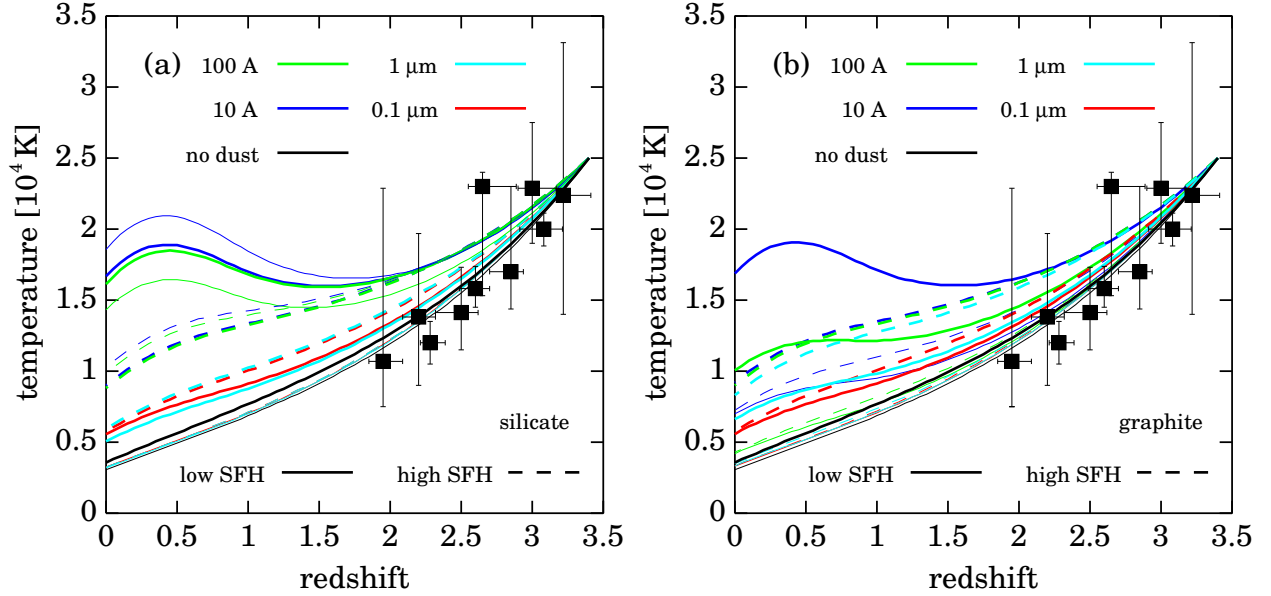 3.5
3
2.5
2
1.5
1
0.5
0
temperature [10⁴ K]
(a)
100 A
1 µm
10 A
0.1 µm
no dust
silicate
low SFH
high SFH
0 0.5 1 1.5 2 2.5 3 3.5
redshift
3.5
3
2.5
2
1.5
1
0.5
0
temperature [10⁴ K]
(b)
100 A
1 µm
10 A
0.1 µm
no dust
graphite
low SFH
high SFH
0 0.5 1 1.5 2 2.5 3 3.5
redshift